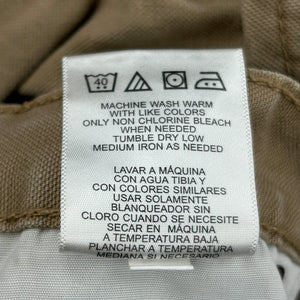 40
MACHINE WASH WARM
WITH LIKE COLORS
ONLY NON CHLORINE BLEACH
WHEN NEEDED
TUMBLE DRY LOW
MEDIUM IRON AS NEEDED
LAVAR A MÁQUINA
CON AGUA TIBIA Y
CON COLORES SIMILARES
USAR SOLAMENTE
BLANQUEADOR SIN
CLORO CUANDO SE NECESITE
SECAR EN MÁQUINA
A TEMPERATURA BAJA
PLANCHAR A TEMPERATURA
MEDIANA SI NECESARIO